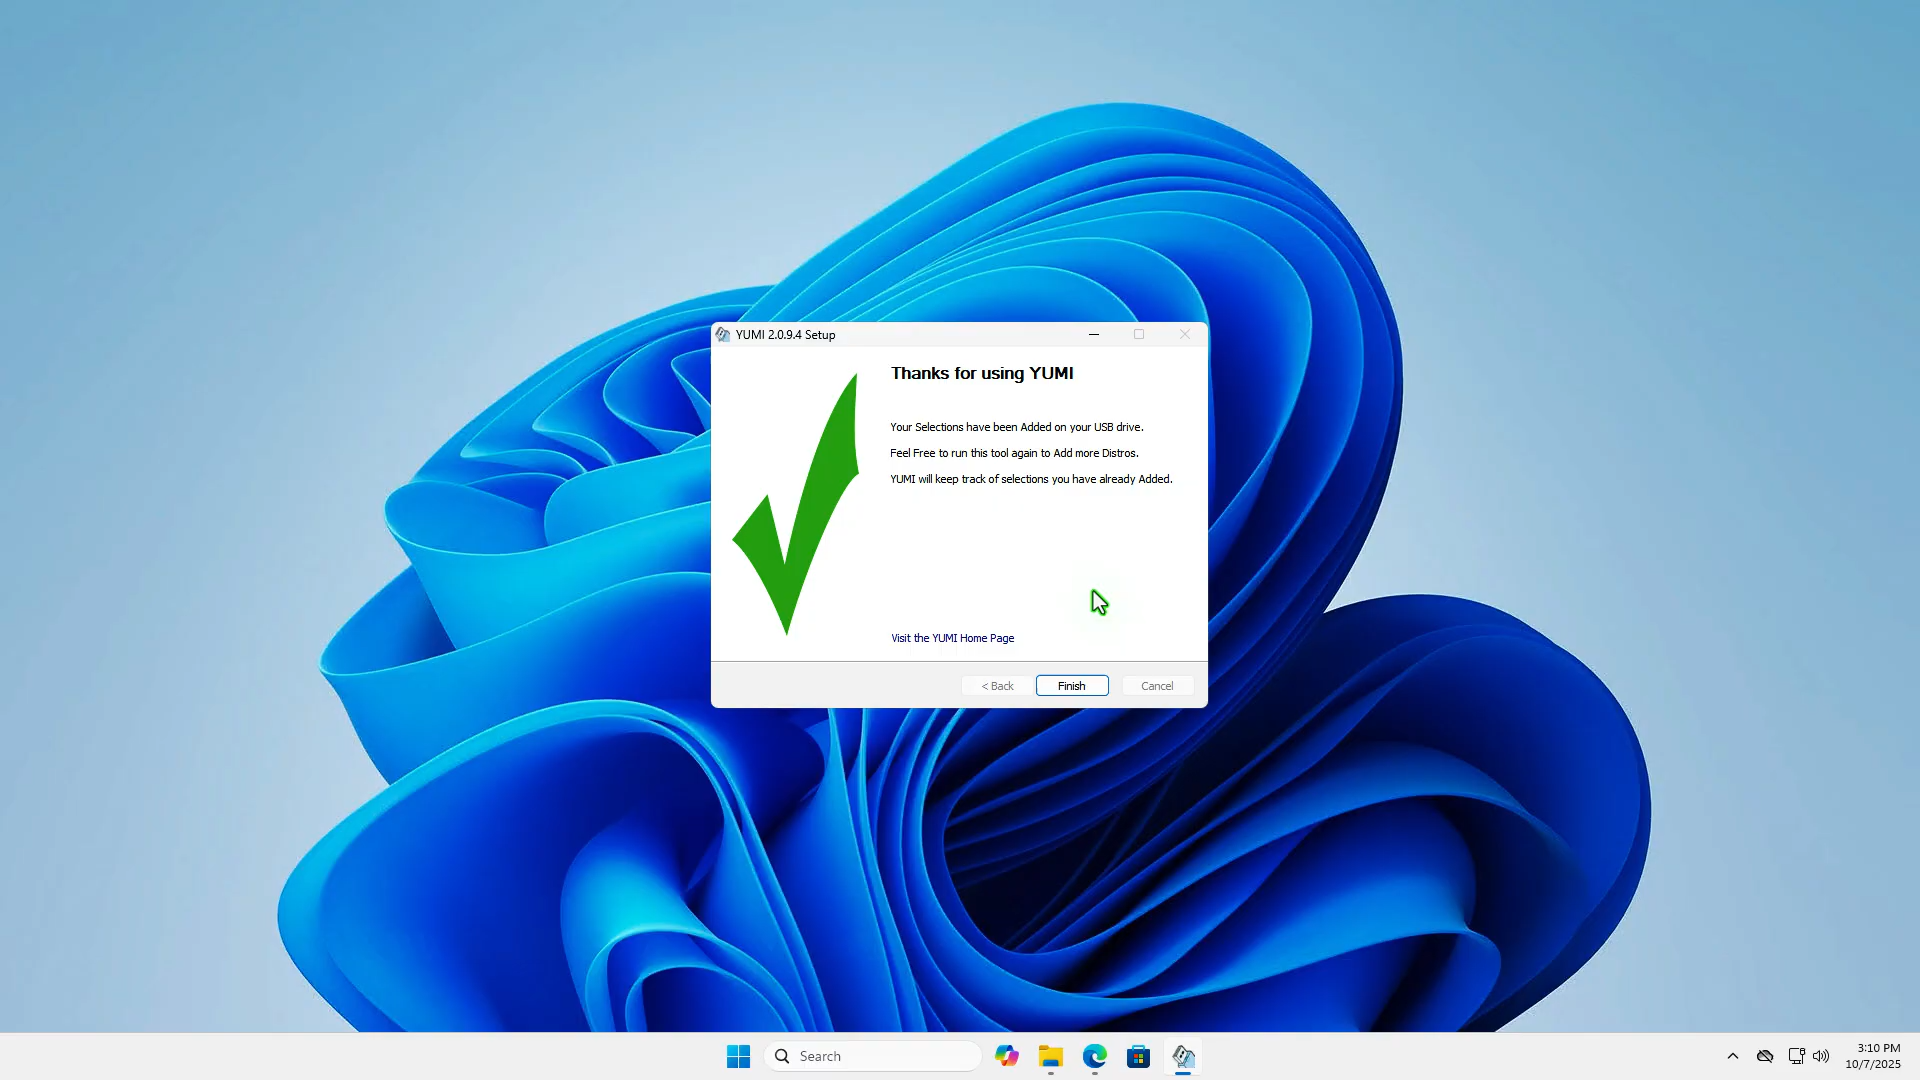 YUMI 2.0.9.4 Setup
Thanks for using YUMI
Your Selections have been Added on your USB drive.
Feel Free to run this tool again to Add more Distros.
YUMI will keep track of selections you have already Added.
Visit the YUMI Home Page
< Back
Finish
Cancel
Search
3:10 PM
10/7/2025